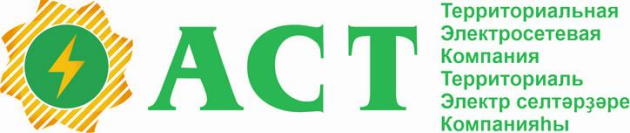 АСТ
Территориальная
Электросетевая
Компания
Территориаль
Электр селтәрҙәре
Компанияһы